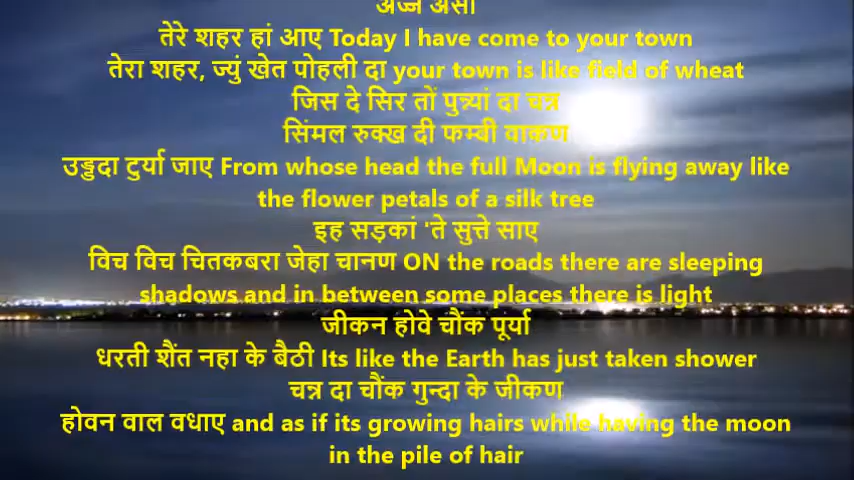 अज्ज असी
तेरे शहर हां आए Today I have come to your town
तेरा शहर, ज्युं खेत पोहली दा your town is like field of wheat
जिस दे सिर तों पुन्न्यां दा चन्न
सिंमल रुक्ख दी फम्बी वाकण
उड्डदा टुर्या जाए From whose head the full Moon is flying away like
the flower petals of a silk tree
इह सड़कां 'ते सुत्ते साए
विच विच चितकबरा जेहा चानण ON the roads there are sleeping
shadows and in between some places there is light
जीकन होवे चौंक पूर्या
धरती शैंत नहा के बैठी Its like the Earth has just taken shower
चन्न दा चौंक गुन्दा के जीकण
होवन वाल वधाए and as if its growing hairs while having the moon
in the pile of hair